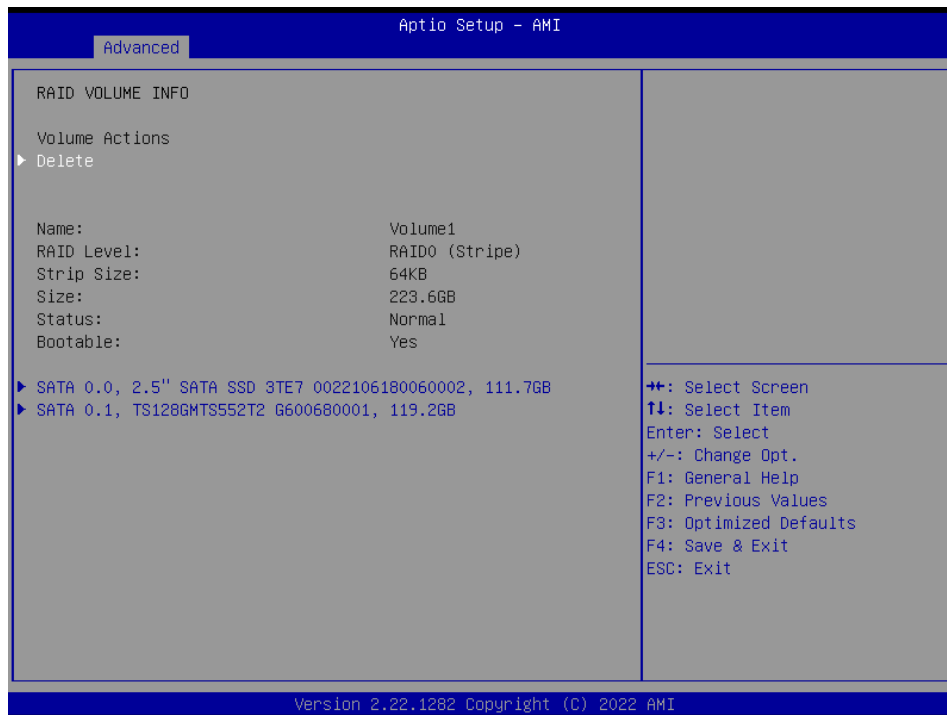 Aptio Setup – AMI
Advanced
RAID VOLUME INFO
Volume Actions
▶ Delete
Name: Volume1
RAID Level: RAID0 (Stripe)
Strip Size: 64KB
Size: 223.6GB
Status: Normal
Bootable: Yes
▶ SATA 0.0, 2.5" SATA SSD 3TE7 0022106180060002, 111.7GB
▶ SATA 0.1, TS128GMTS552T2 G600680001, 119.2GB
→←: Select Screen
↑↓: Select Item
Enter: Select
+/-: Change Opt.
F1: General Help
F2: Previous Values
F3: Optimized Defaults
F4: Save & Exit
ESC: Exit
Version 2.22.1282 Copyright (C) 2022 AMI